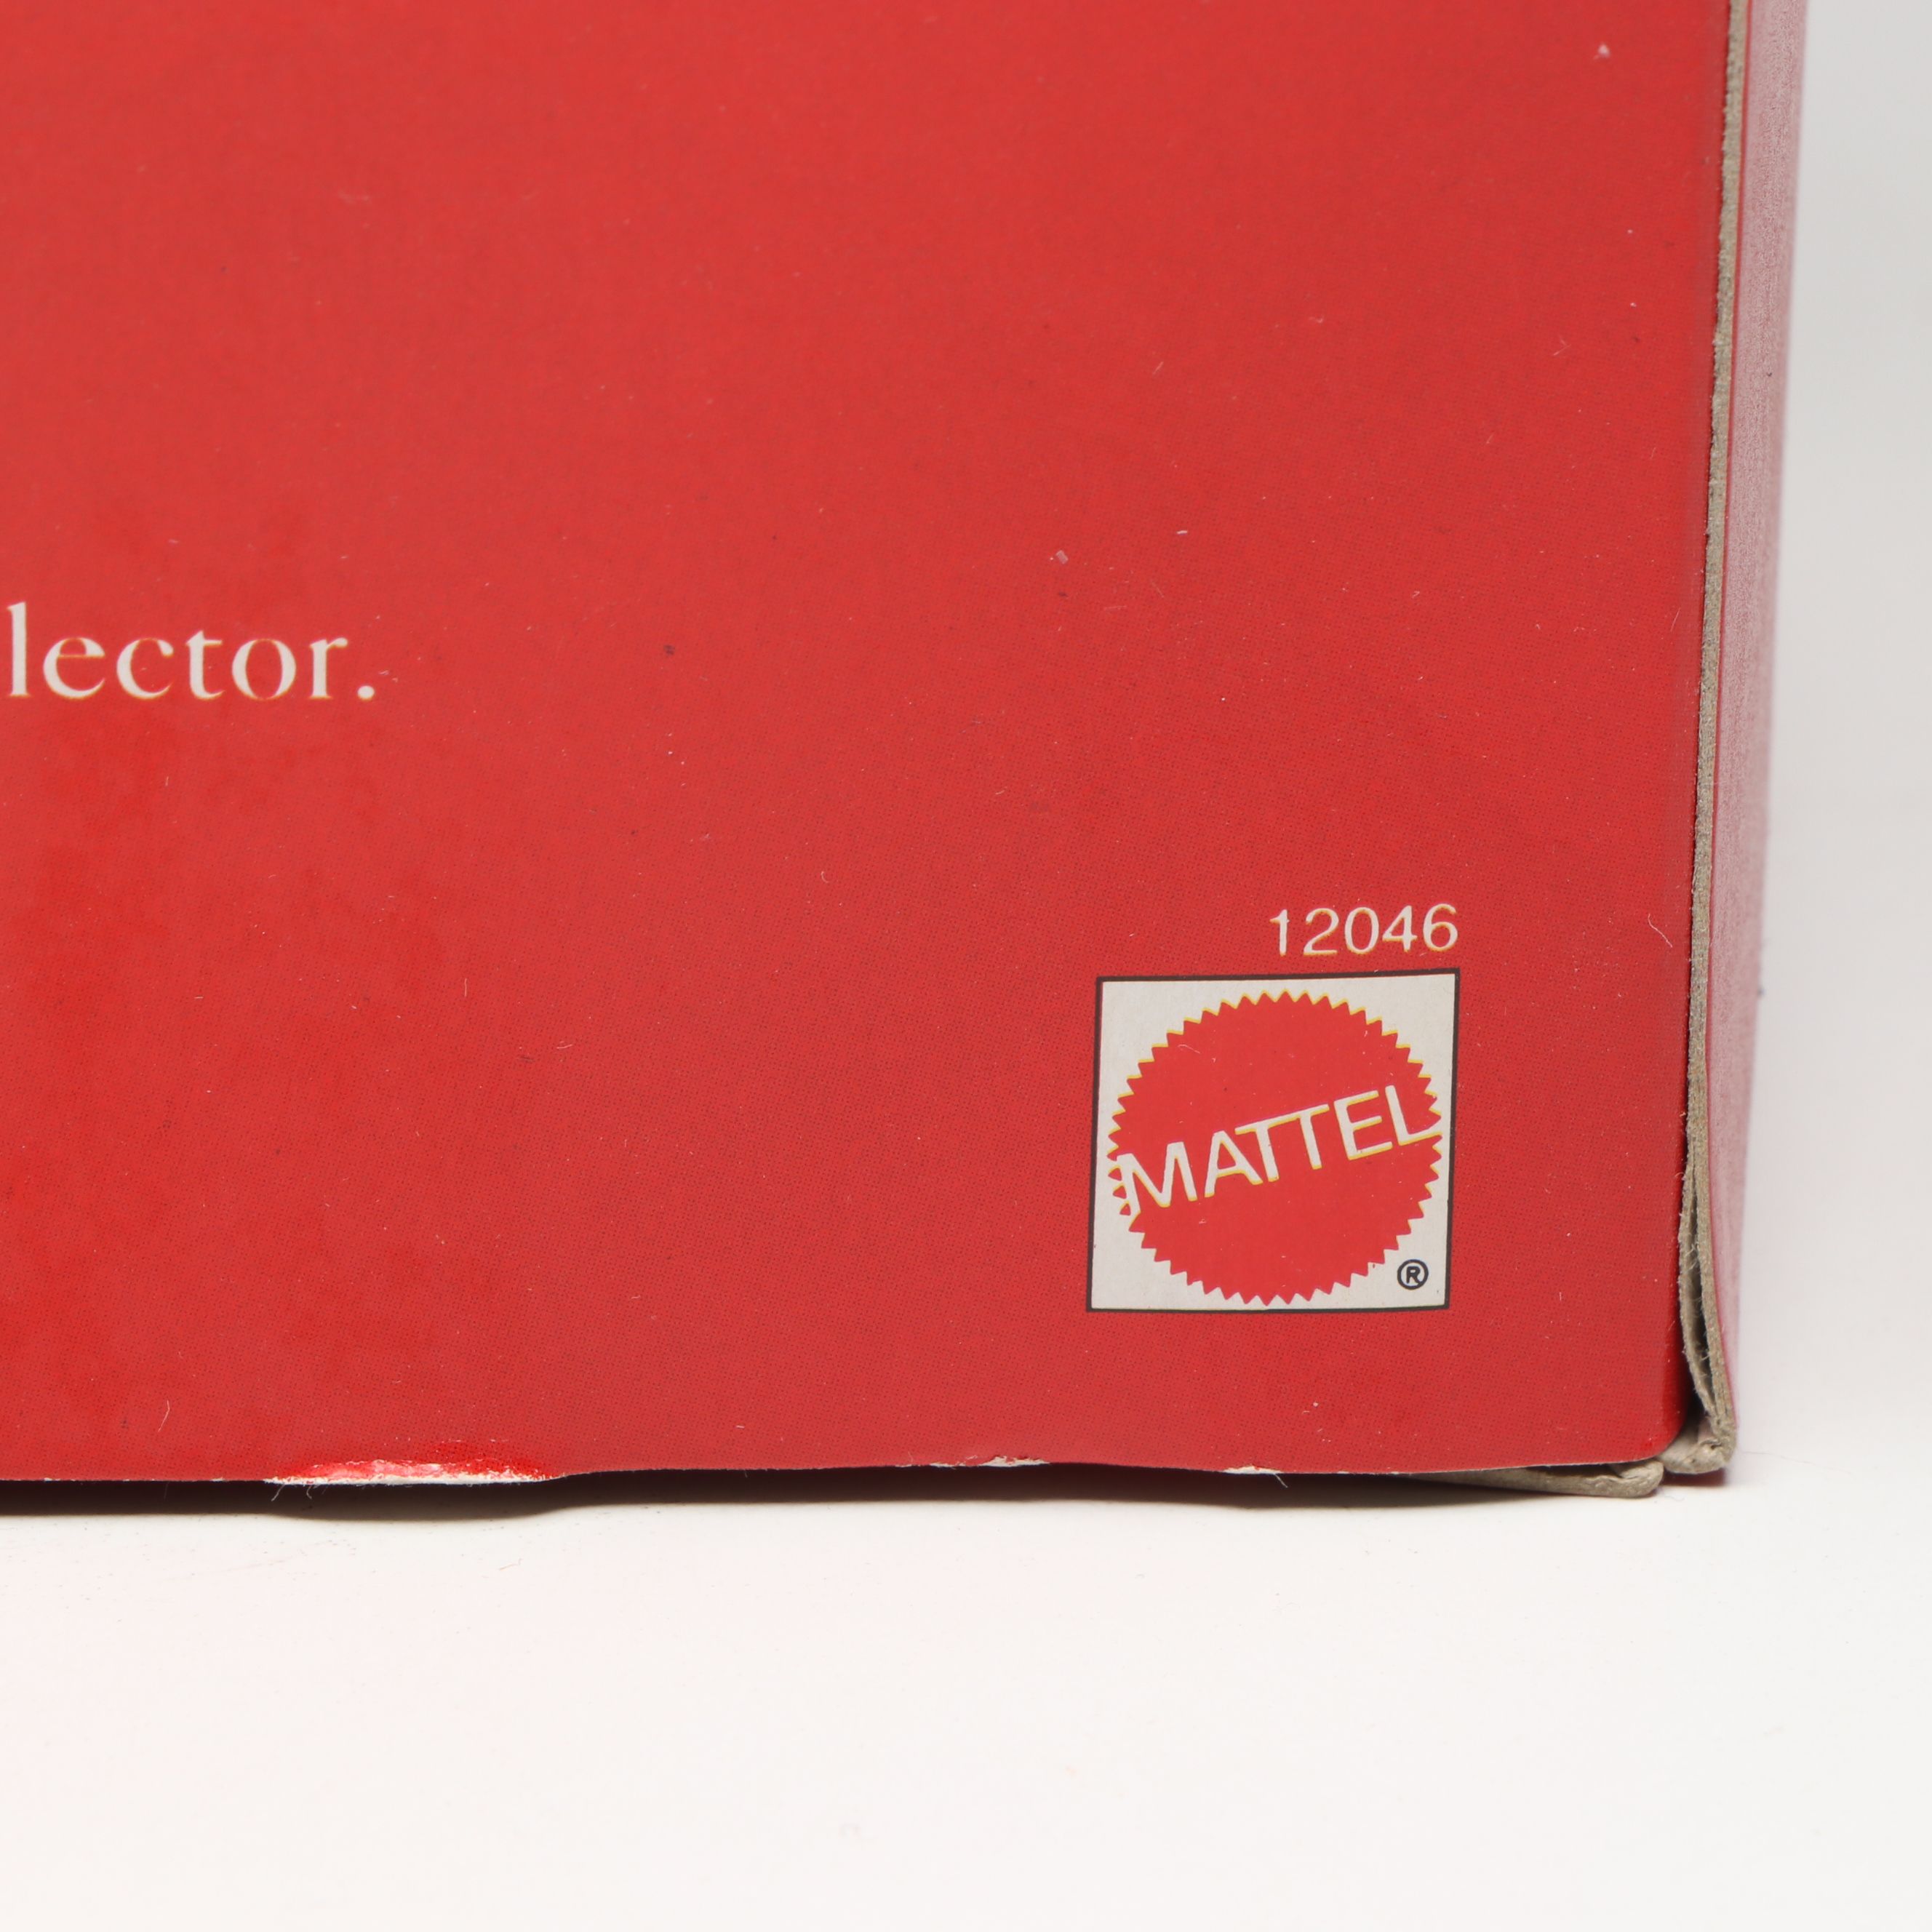 lector.
12046
MATTEL
®